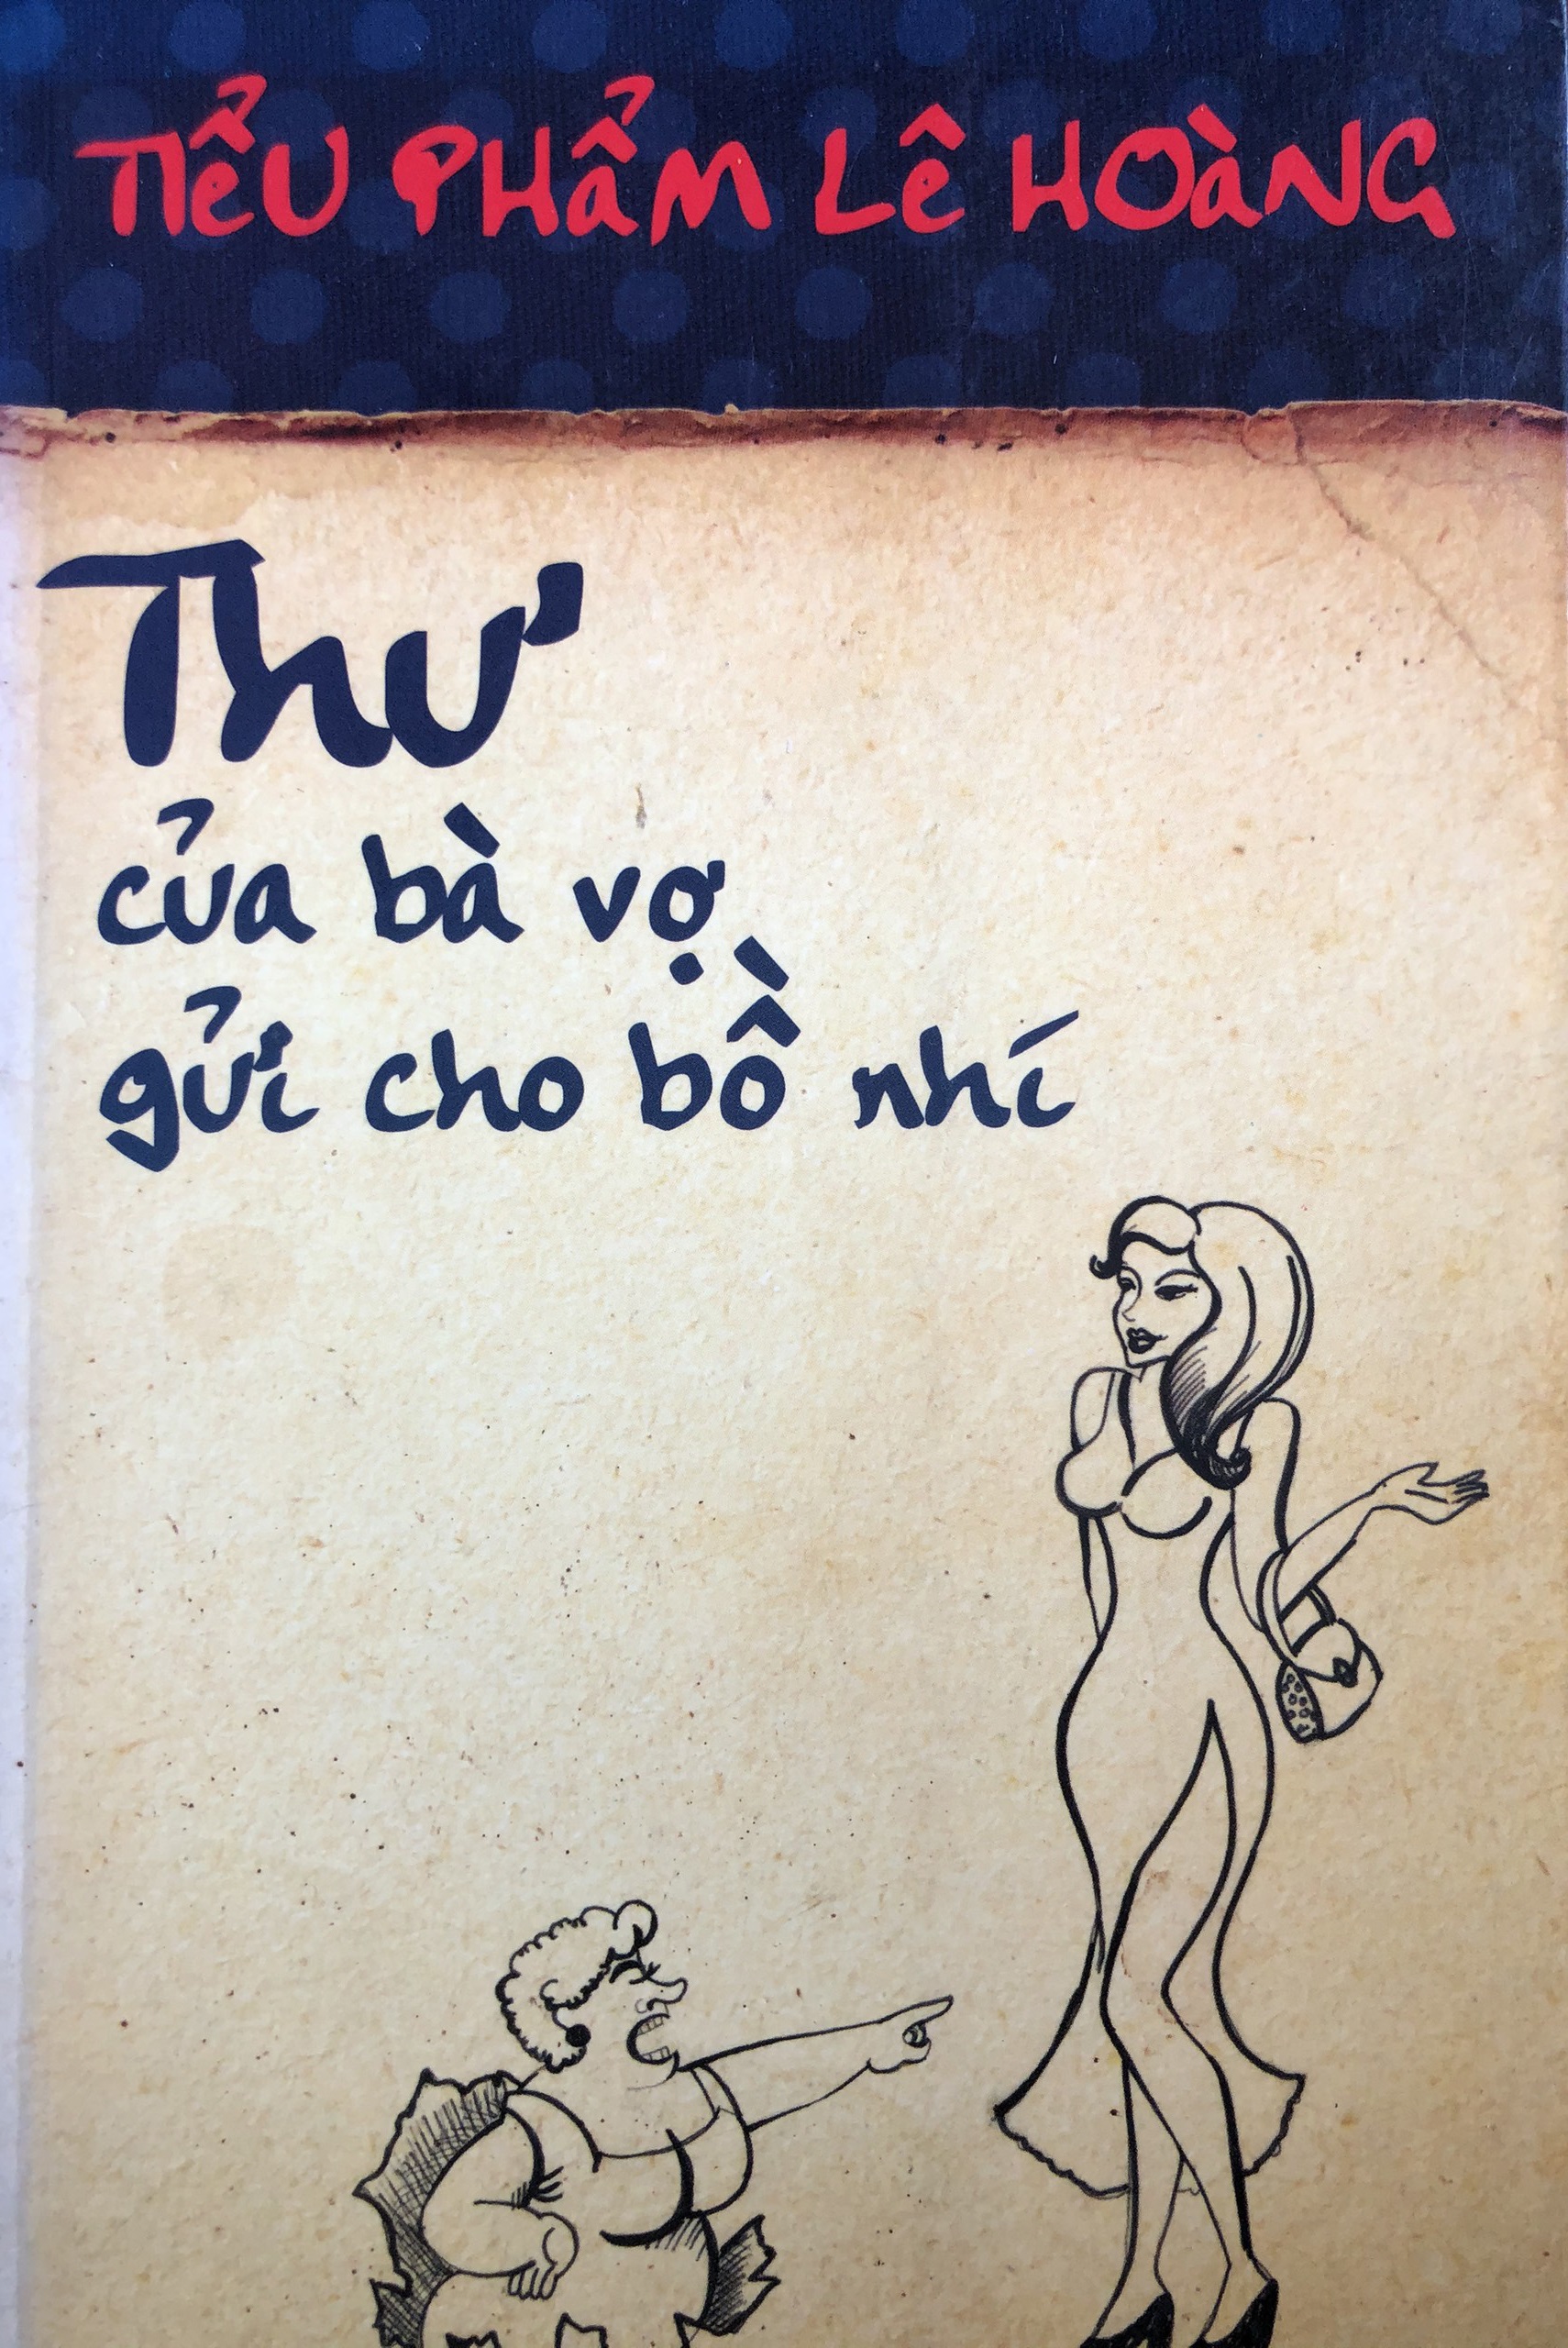 TIỂU PHẨM LÊ HOÀNG
Thư
của bà vợ
gửi cho bồ nhí